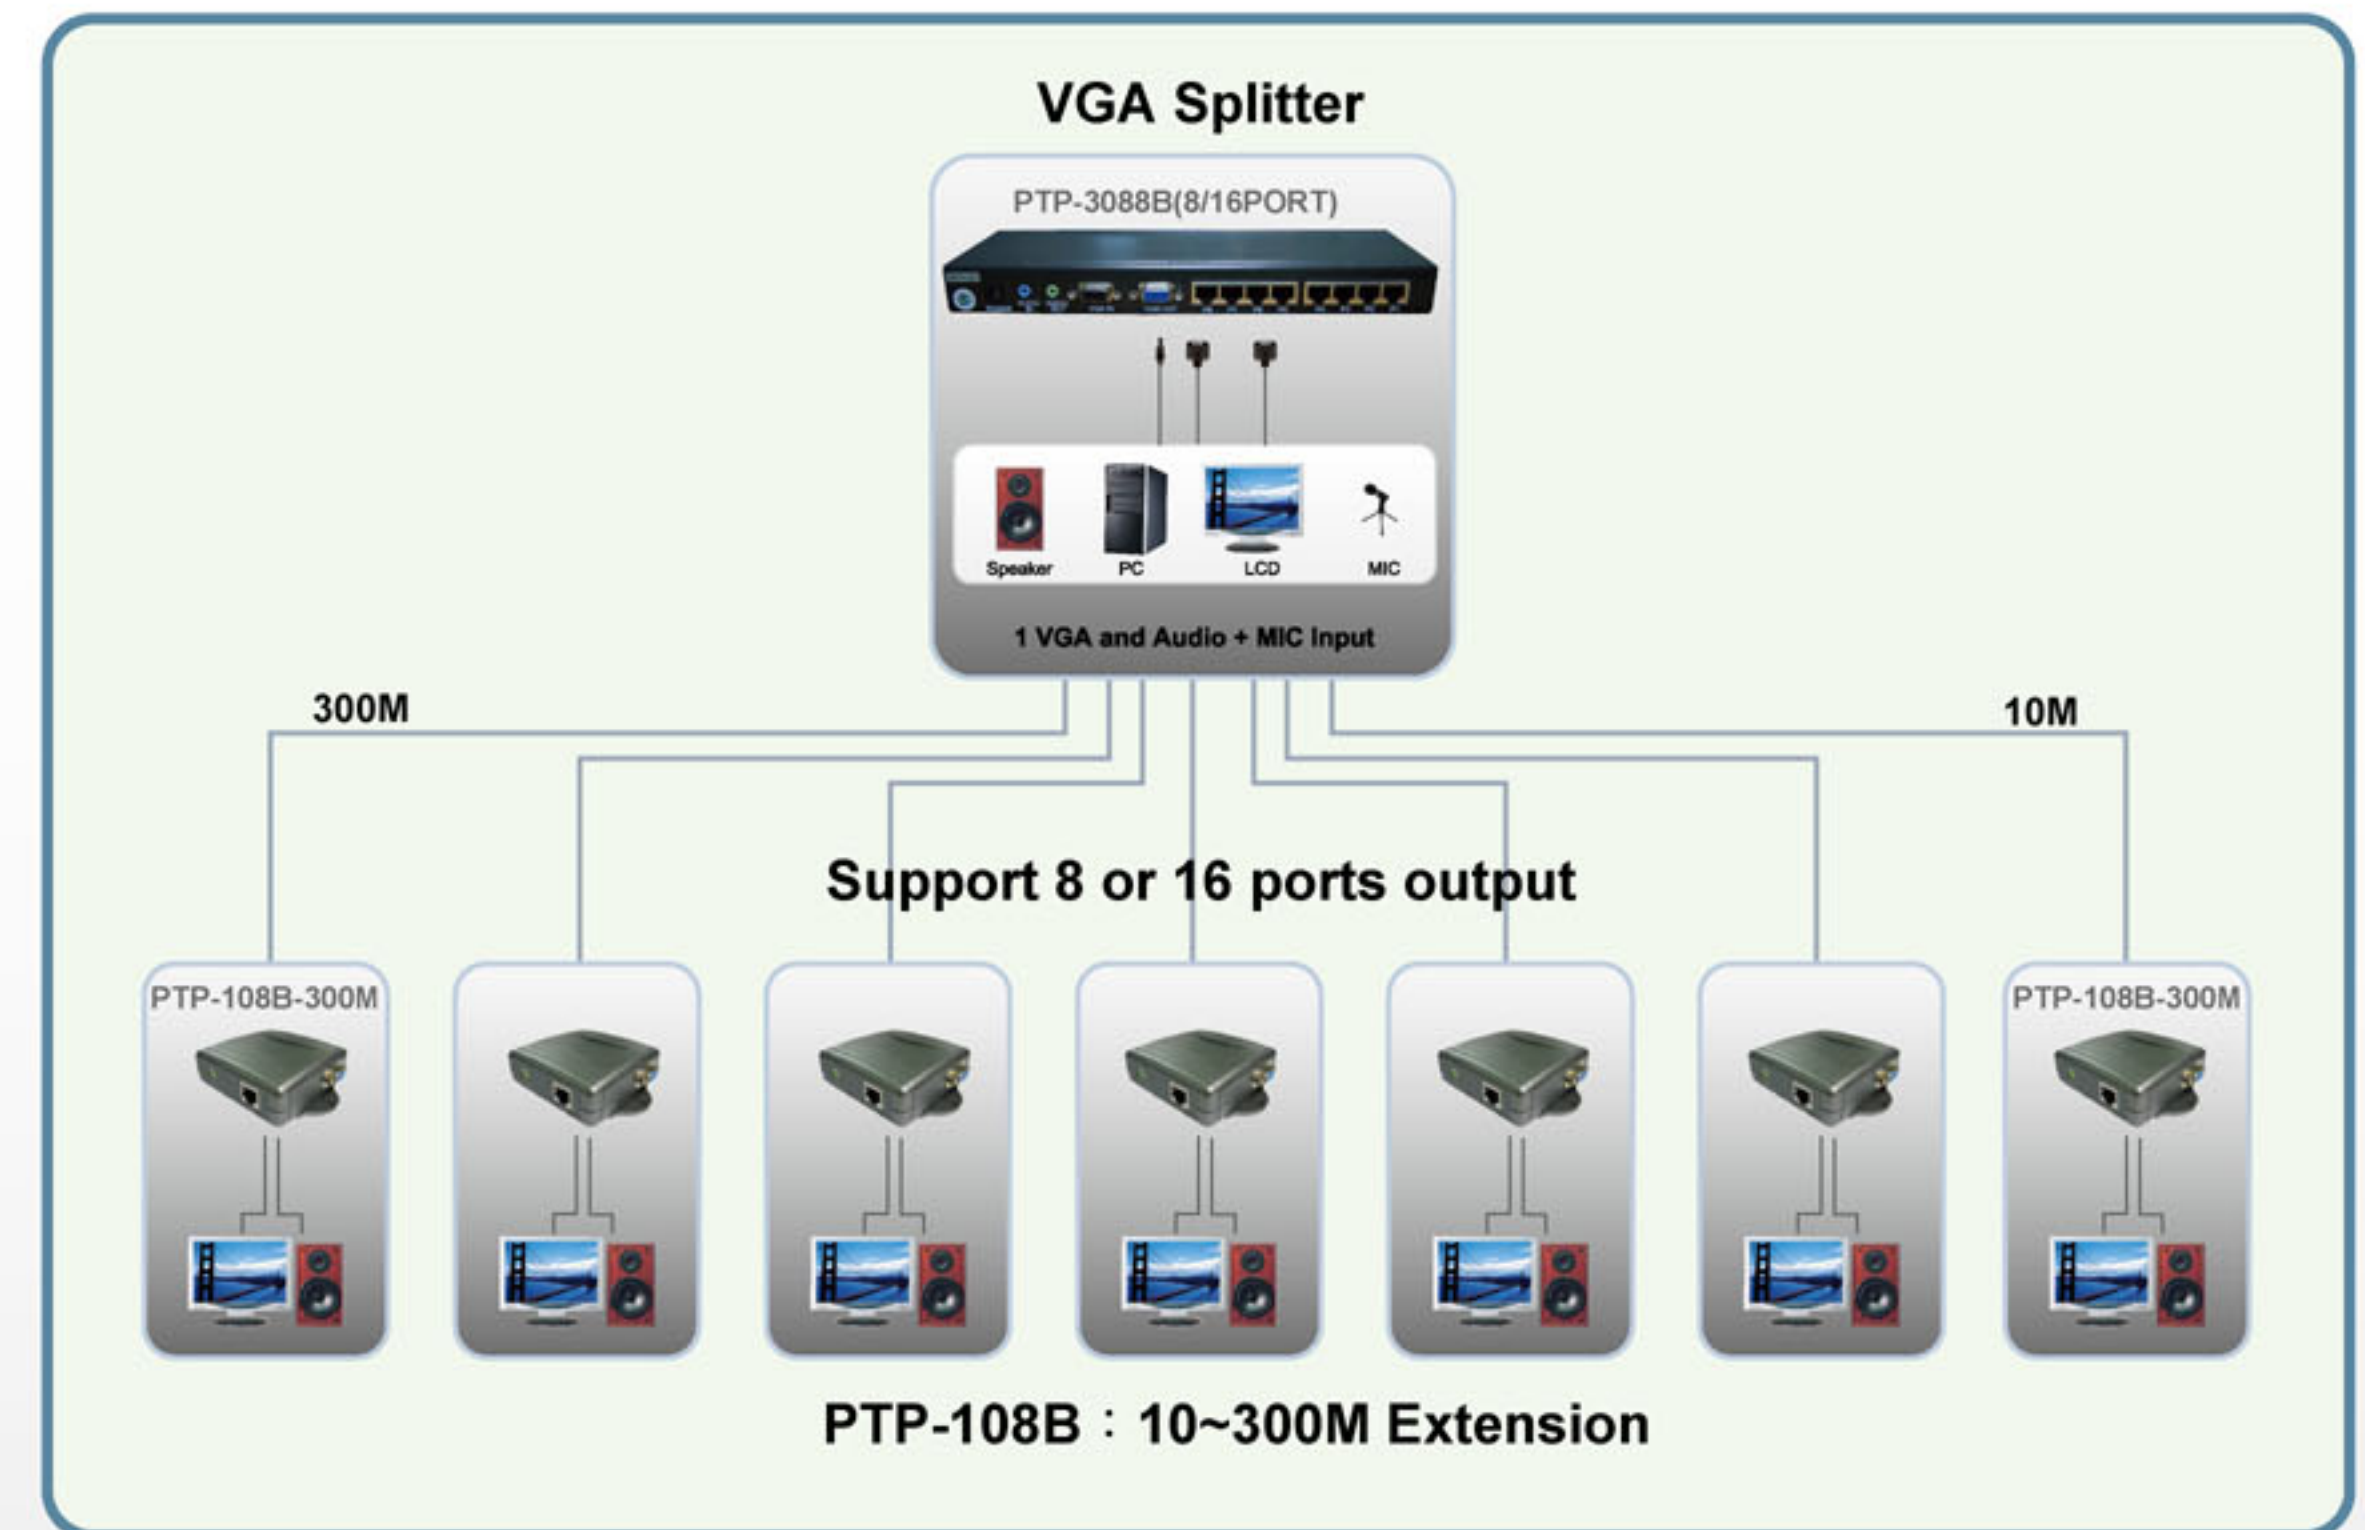 VGA Splitter
PTP-3088B(8/16PORT)
Speaker
PC
LCD
MIC
1 VGA and Audio + MIC Input
300M
10M
Support 8 or 16 ports output
PTP-108B-300M
PTP-108B-300M
PTP-108B：10~300M Extension